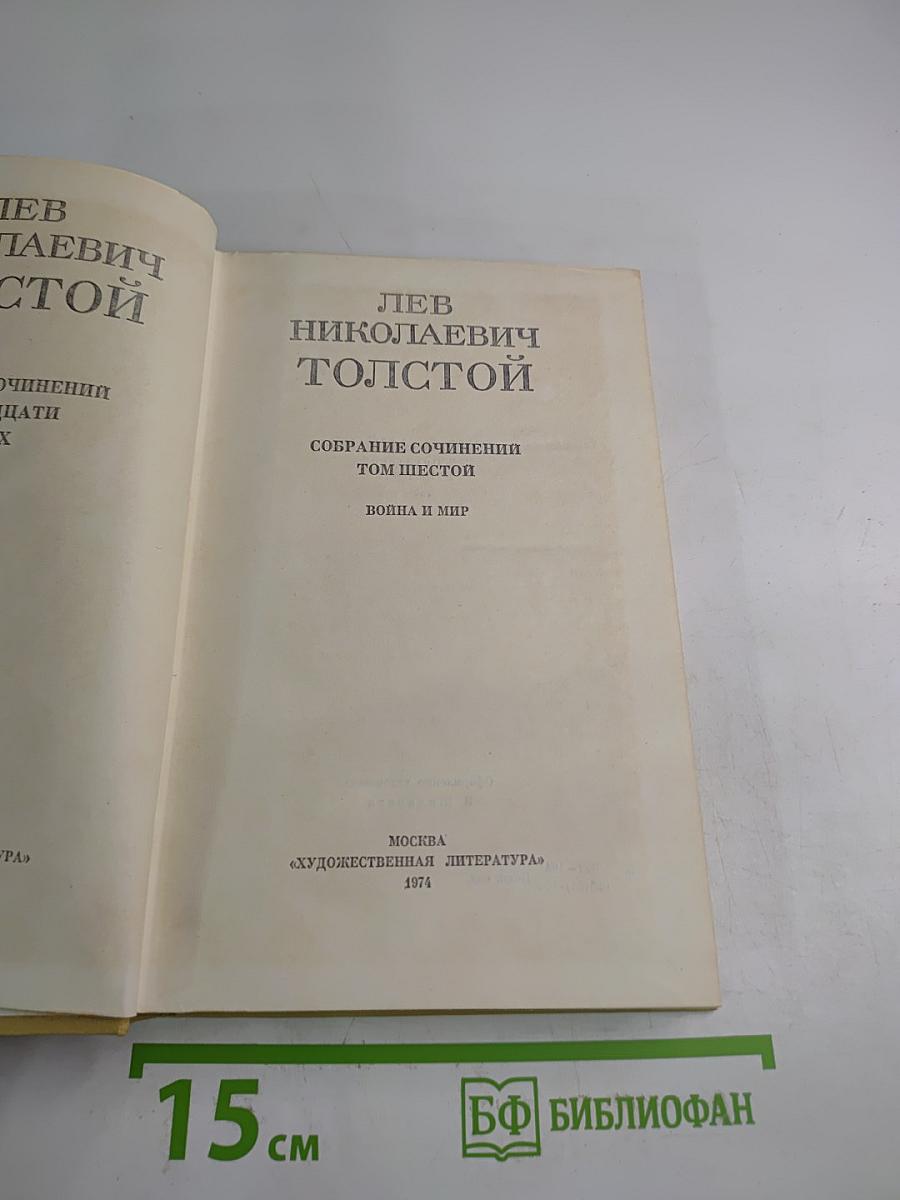 ЛЕВ
ЛАЕВИЧ
СТОЙ
ОЧИНЕНИЙ
ДЦАТИ
Х
УРА»
ЛЕВ
НИКОЛАЕВИЧ
ТОЛСТОЙ
СОБРАНИЕ СОЧИНЕНИЙ
ТОМ ШЕСТОЙ
ВОЙНА И МИР
МОСКВА
«ХУДОЖЕСТВЕННАЯ ЛИТЕРАТУРА»
1974
15 см
БФ БИБЛИОФАН